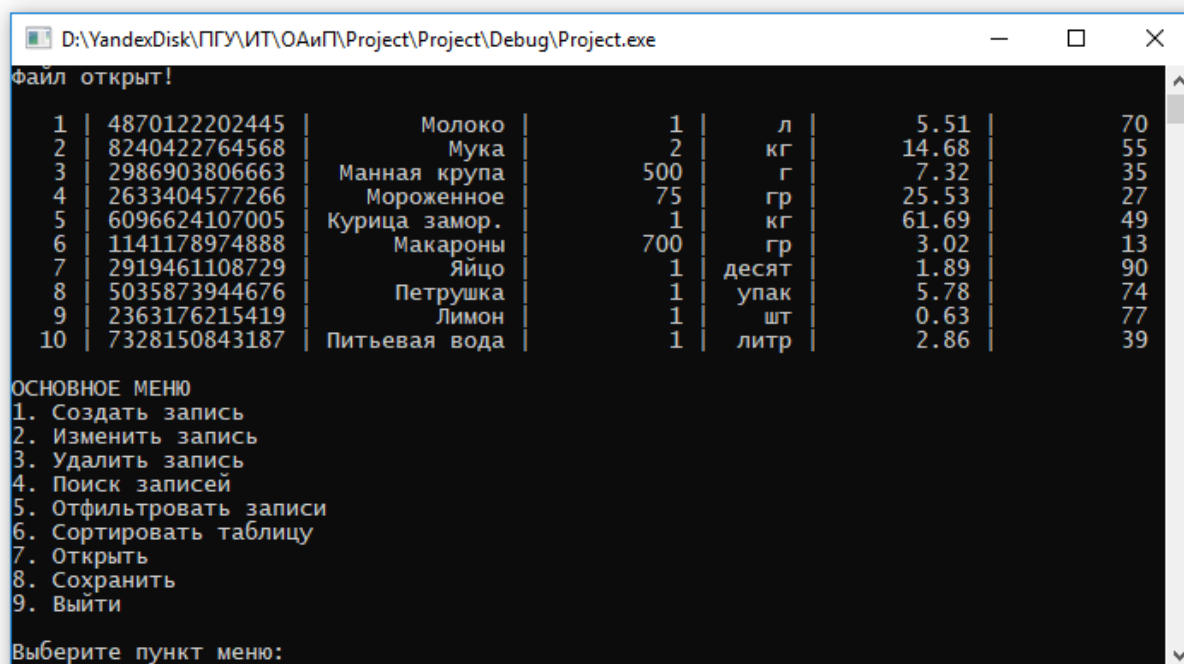 D:\YandexDisk\ПГУ\ИТ\ОАиП\Project\Project\Debug\Project.exe
Файл открыт!
1 | 4870122202445 | Молоко | 1 | л | 5.51 | 70
2 | 8240422764568 | Мука | 2 | кг | 14.68 | 55
3 | 2986903806663 | Манная крупа | 500 | г | 7.32 | 35
4 | 2633404577266 | Мороженное | 75 | гр | 25.53 | 27
5 | 6096624107005 | Курица замор. | 1 | кг | 61.69 | 49
6 | 1141178974888 | Макароны | 700 | гр | 3.02 | 13
7 | 2919461108729 | Яйцо | 1 | десят | 1.89 | 90
8 | 5035873944676 | Петрушка | 1 | упак | 5.78 | 74
9 | 2363176215419 | Лимон | 1 | шт | 0.63 | 77
10 | 7328150843187 | Питьевая вода | 1 | литр | 2.86 | 39
ОСНОВНОЕ МЕНЮ
1. Создать запись
2. Изменить запись
3. Удалить запись
4. Поиск записей
5. Отфильтровать записи
6. Сортировать таблицу
7. Открыть
8. Сохранить
9. Выйти
Выберите пункт меню: